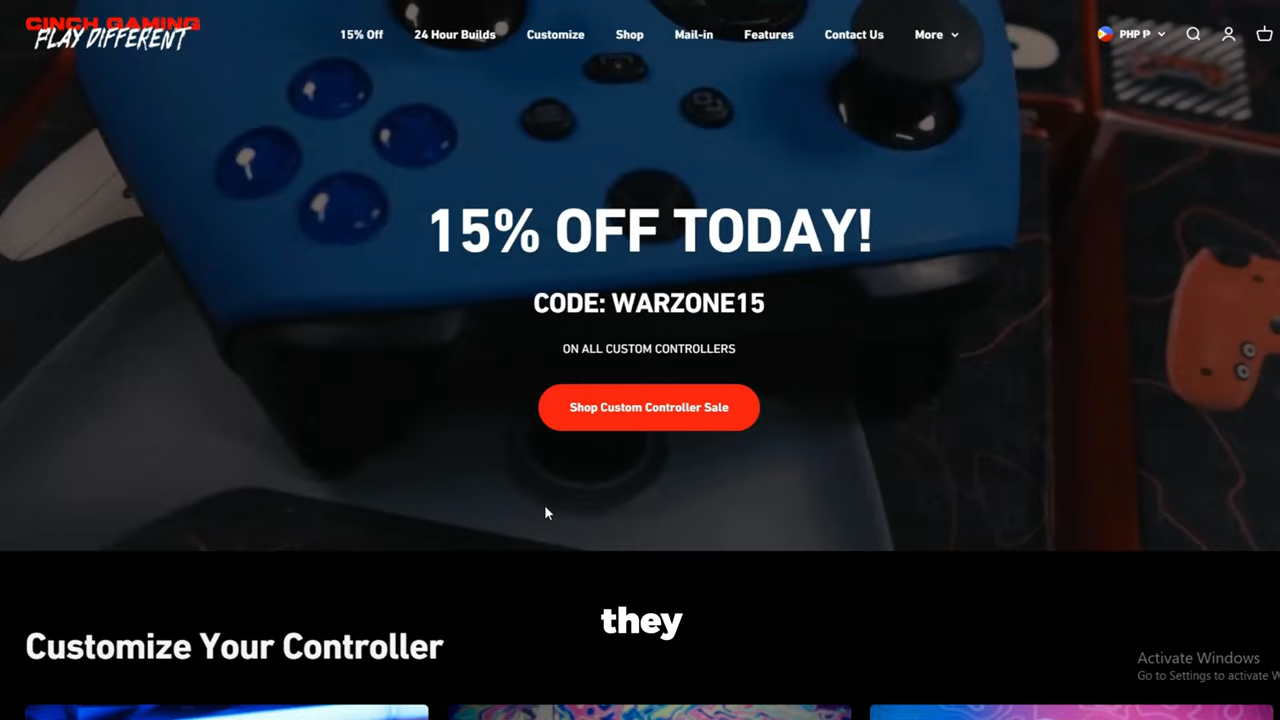 CINCH GAMING
PLAY DIFFERENT
15% Off
24 Hour Builds
Customize
Shop
Mail-in
Features
Contact Us
More
PHP ₱
15% OFF TODAY!
CODE: WARZONE15
ON ALL CUSTOM CONTROLLERS
Shop Custom Controller Sale
they
Customize Your Controller
Activate Windows
Go to Settings to activate W